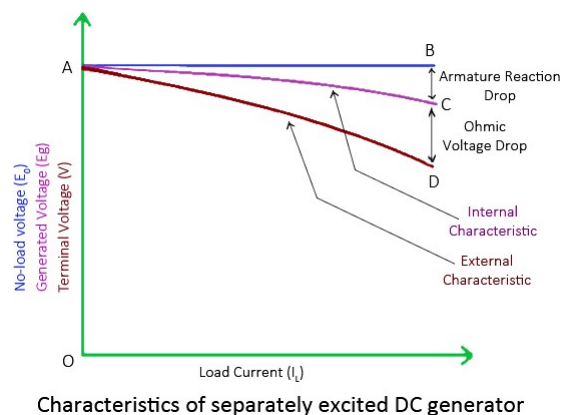 B
A
Armature Reaction
Drop
C
Ohmic
Voltage Drop
D
No-load voltage (E₀)
Generated Voltage (Eg)
Terminal Voltage (V)
Internal
Characteristic
External
Characteristic
O
Load Current (I_L)
Characteristics of separately excited DC generator